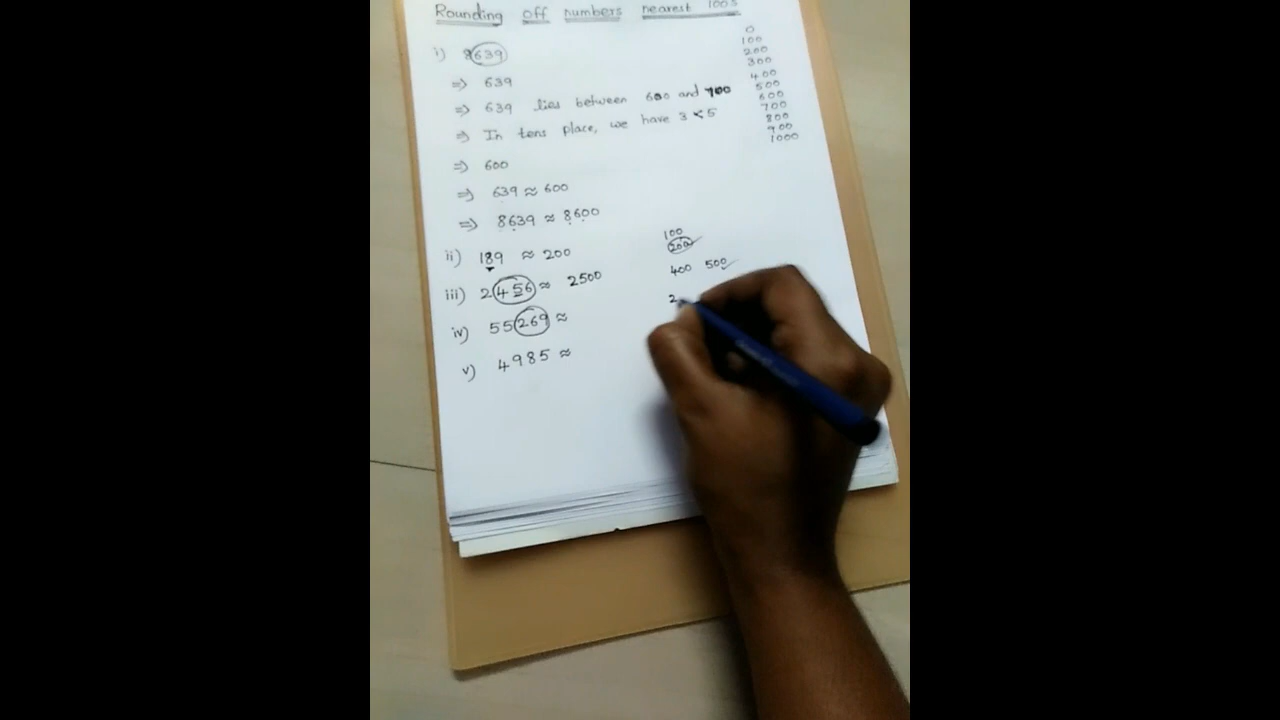 Rounding off numbers nearest 100s
i) 8639
⇒ 639
⇒ 639 lies between 600 and 700
⇒ In tens place, we have 3 < 5
⇒ 600
⇒ 639 ≈ 600
⇒ 8639 ≈ 8600
ii) 189 ≈ 200
iii) 2456 ≈ 2500
iv) 55269 ≈
v) 4985 ≈
0
100
200
300
400
500
600
700
800
900
1000
100
200 ✓
400 500 ✓
2